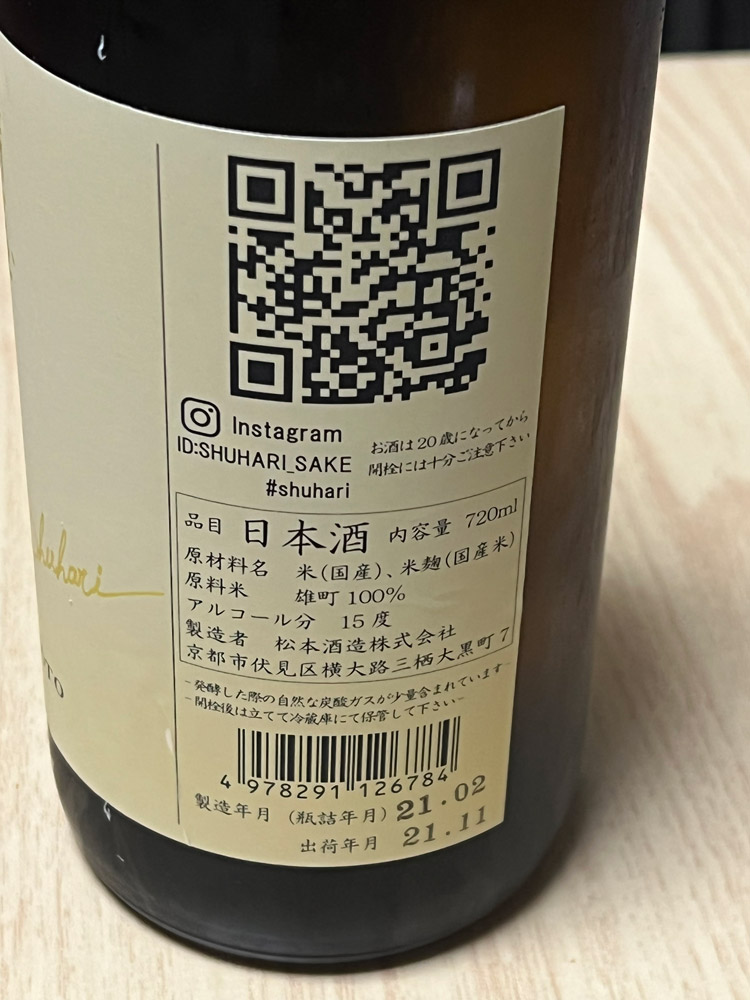 shuhari
Instagram
ID:SHUHARI_SAKE
#shuhari
お酒は20歳になってから
開栓には十分ご注意下さい
品目 日本酒 内容量 720ml
原材料名 米(国産)、米麹(国産米)
原料米 雄町100%
アルコール分 15度
製造者 松本酒造株式会社
京都市伏見区横大路三栖大黒町7
-発酵した際の自然な炭酸ガスが少量含まれています-
-開栓後は立てて冷蔵庫にて保管して下さい-
4 978291 126784
製造年月 (瓶詰年月) 21.02
出荷年月 21.11